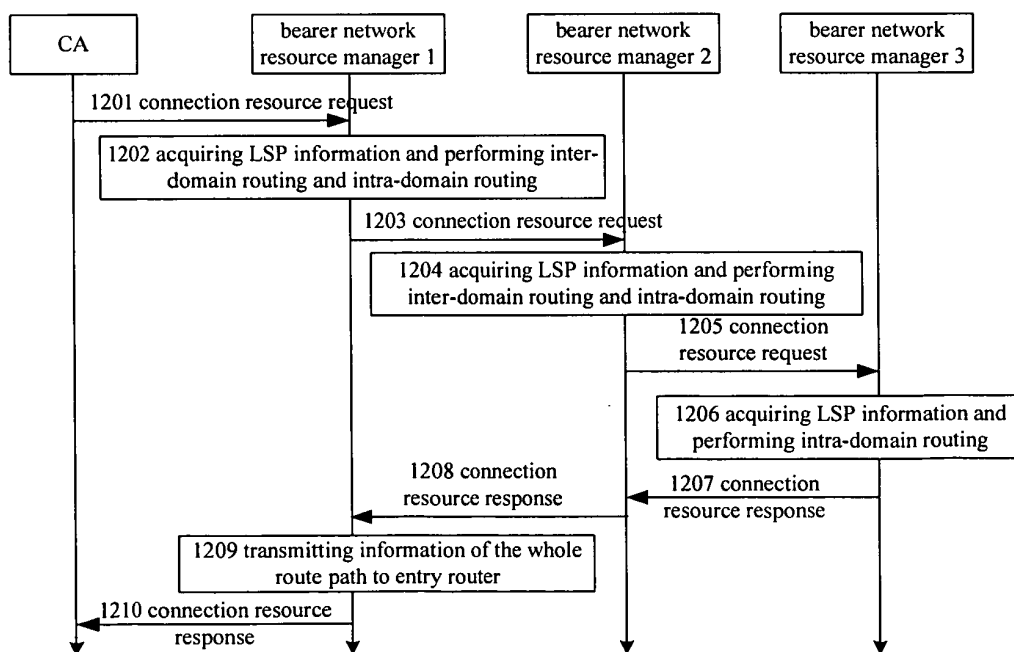 CA
bearer network
resource manager 1
bearer network
resource manager 2
bearer network
resource manager 3
1201 connection resource request
1202 acquiring LSP information and performing inter-
domain routing and intra-domain routing
1203 connection resource request
1204 acquiring LSP information and performing
inter-domain routing and intra-domain routing
1205 connection
resource request
1206 acquiring LSP information and
performing intra-domain routing
1207 connection
resource response
1208 connection
resource response
1209 transmitting information of the whole
route path to entry router
1210 connection resource
response